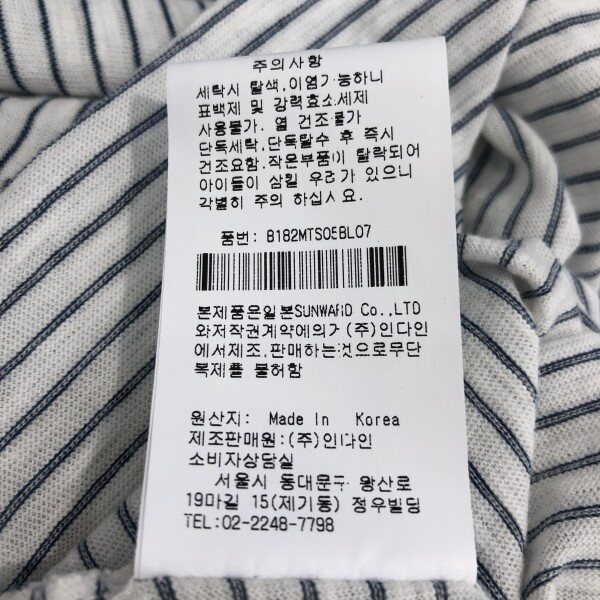 주의사항
세탁시 탈색,이염가능하니
표백제 및 강력효소세제
사용불가. 열 건조불가
단독세탁,단독탈수 후 즉시
건조요함.작은부품이 탈락되어
아이들이 삼킬 우려가 있으니
각별히 주의 하십시요.
품번: B182MTS05BL07
본제품은일본SUNWARD Co.,LTD
와저작권계약에의거(주)인다인
에서제조.판매하는것으로무단
복제를 불허함
원산지: Made In Korea
제조판매원:(주)인다인
소비자상담실
서울시 동대문구 왕산로
19마길 15(제기동) 정우빌딩
TEL:02-2248-7798